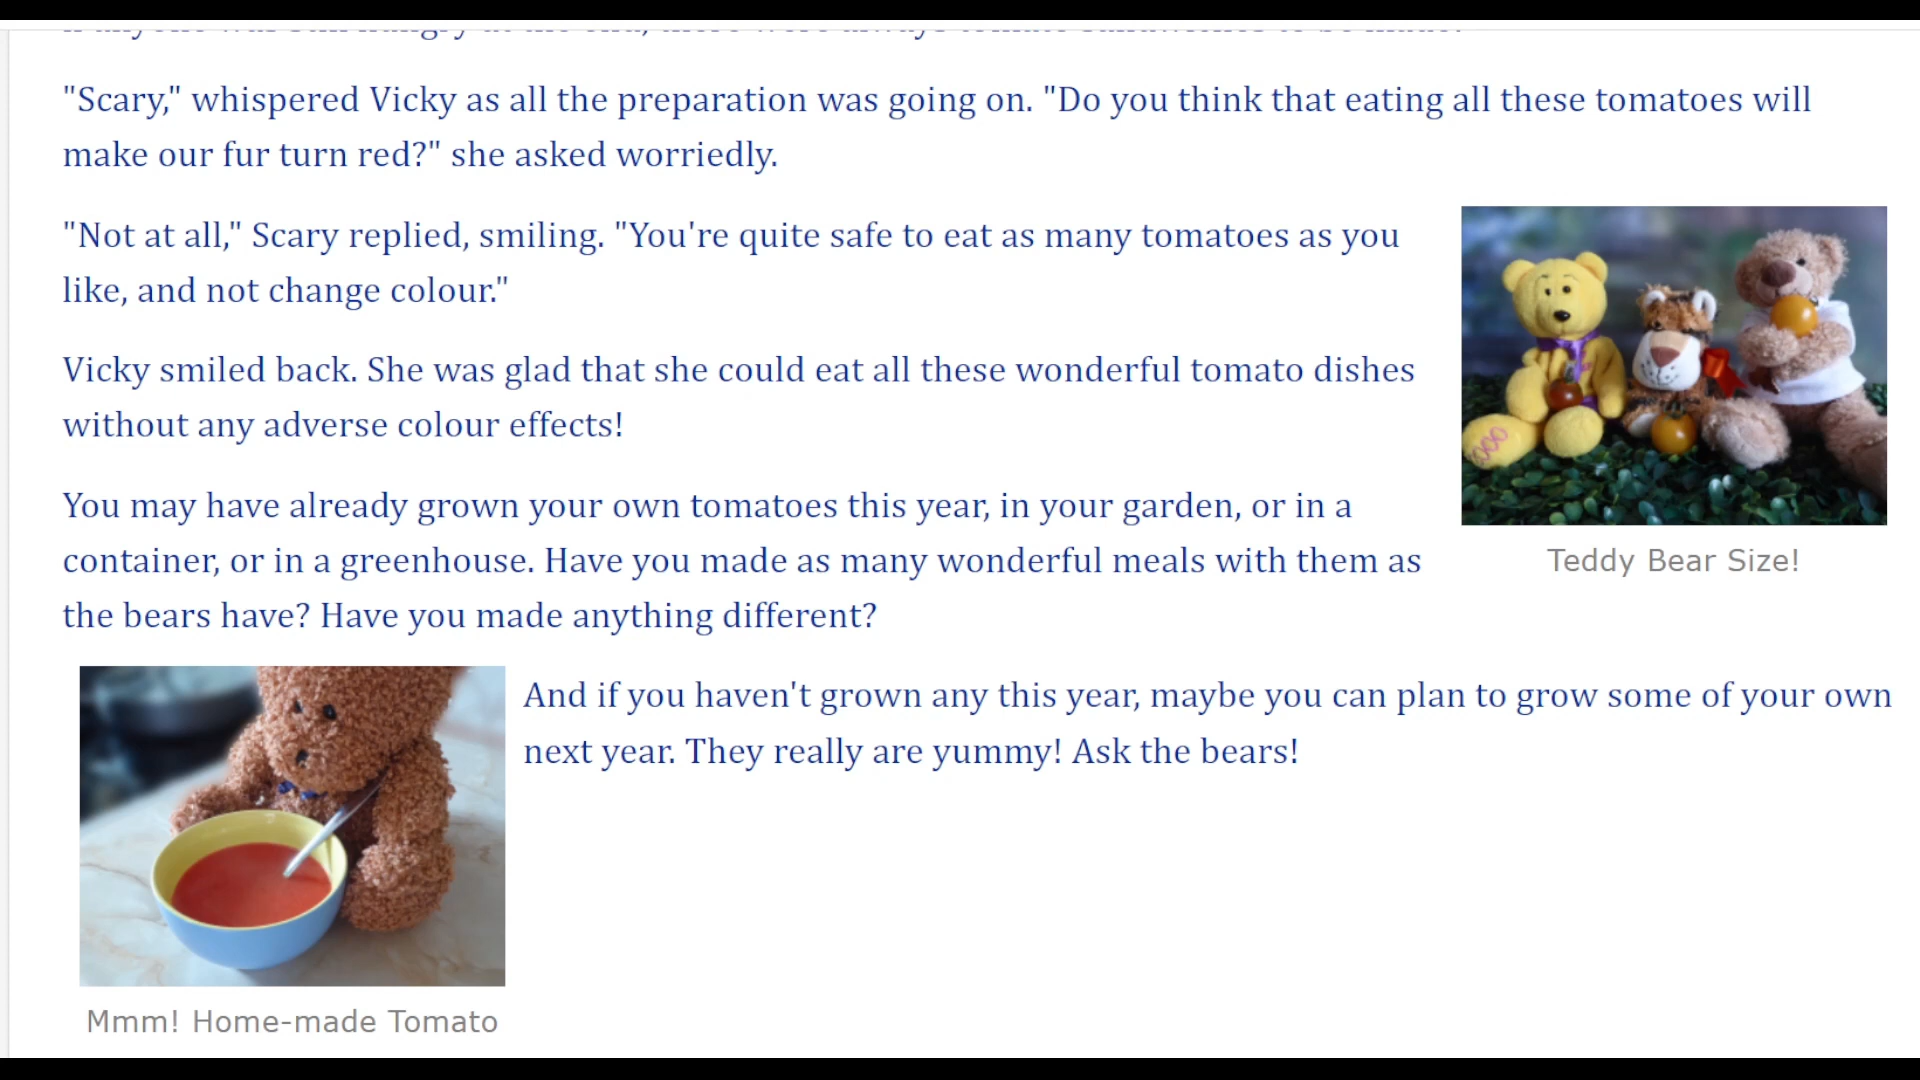 "Scary," whispered Vicky as all the preparation was going on. "Do you think that eating all these tomatoes will
make our fur turn red?" she asked worriedly.
"Not at all," Scary replied, smiling. "You're quite safe to eat as many tomatoes as you
like, and not change colour."
Vicky smiled back. She was glad that she could eat all these wonderful tomato dishes
without any adverse colour effects!
You may have already grown your own tomatoes this year, in your garden, or in a
container, or in a greenhouse. Have you made as many wonderful meals with them as
the bears have? Have you made anything different?
Teddy Bear Size!
And if you haven't grown any this year, maybe you can plan to grow some of your own
next year. They really are yummy! Ask the bears!
Mmm! Home-made Tomato